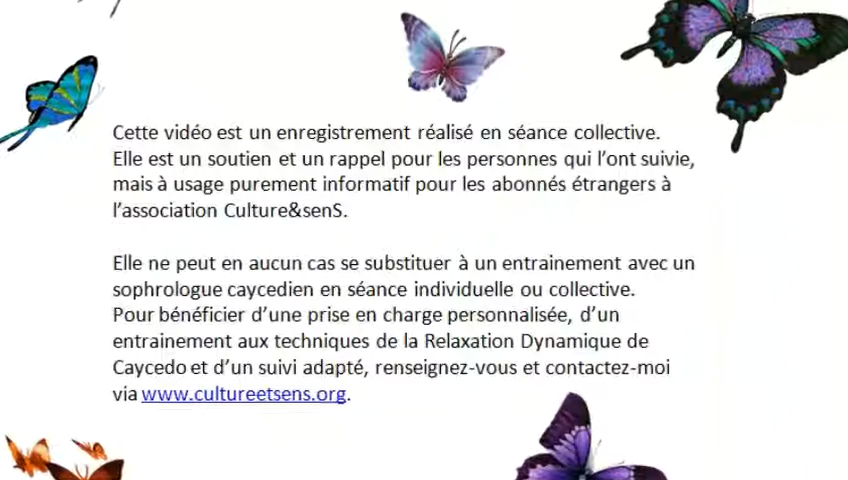 Cette vidéo est un enregistrement réalisé en séance collective.
Elle est un soutien et un rappel pour les personnes qui l'ont suivie,
mais à usage purement informatif pour les abonnés étrangers à
l'association Culture&senS.
Elle ne peut en aucun cas se substituer à un entrainement avec un
sophrologue caycedien en séance individuelle ou collective.
Pour bénéficier d'une prise en charge personnalisée, d'un
entrainement aux techniques de la Relaxation Dynamique de
Caycedo et d'un suivi adapté, renseignez-vous et contactez-moi
via www.cultureetsens.org.